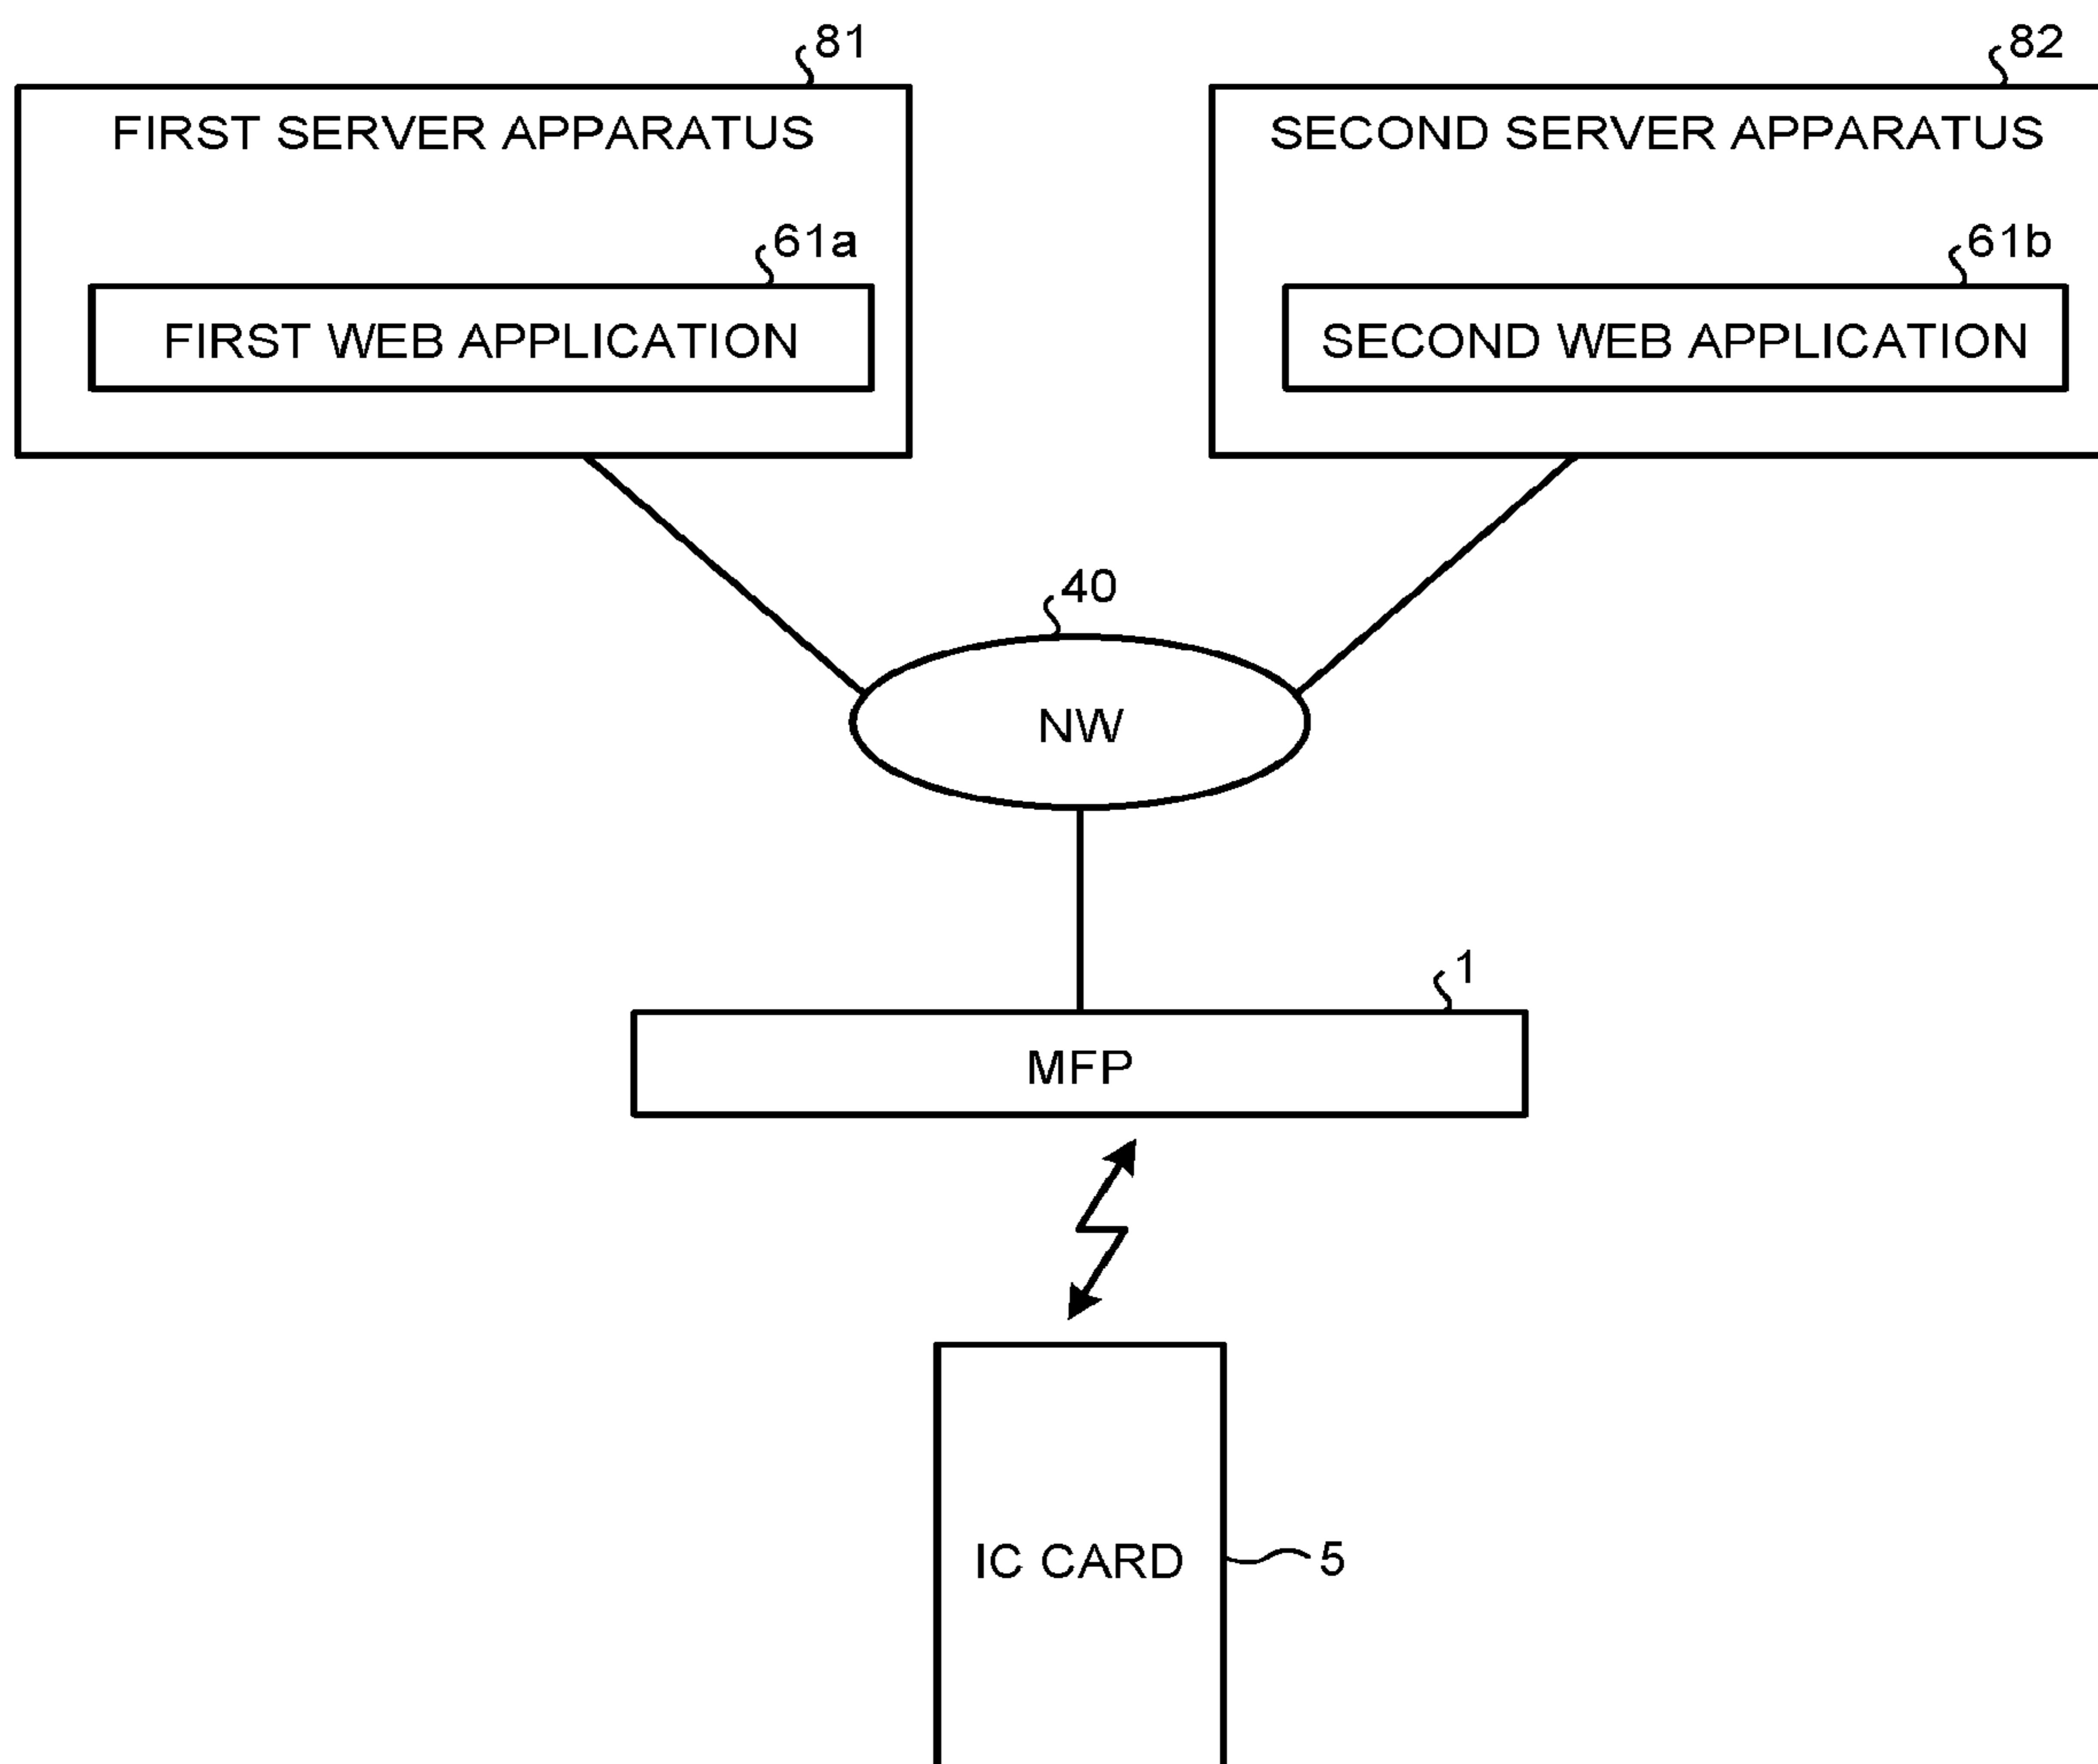 81
82
FIRST SERVER APPARATUS
SECOND SERVER APPARATUS
61a
61b
FIRST WEB APPLICATION
SECOND WEB APPLICATION
40
NW
1
MFP
IC CARD
5